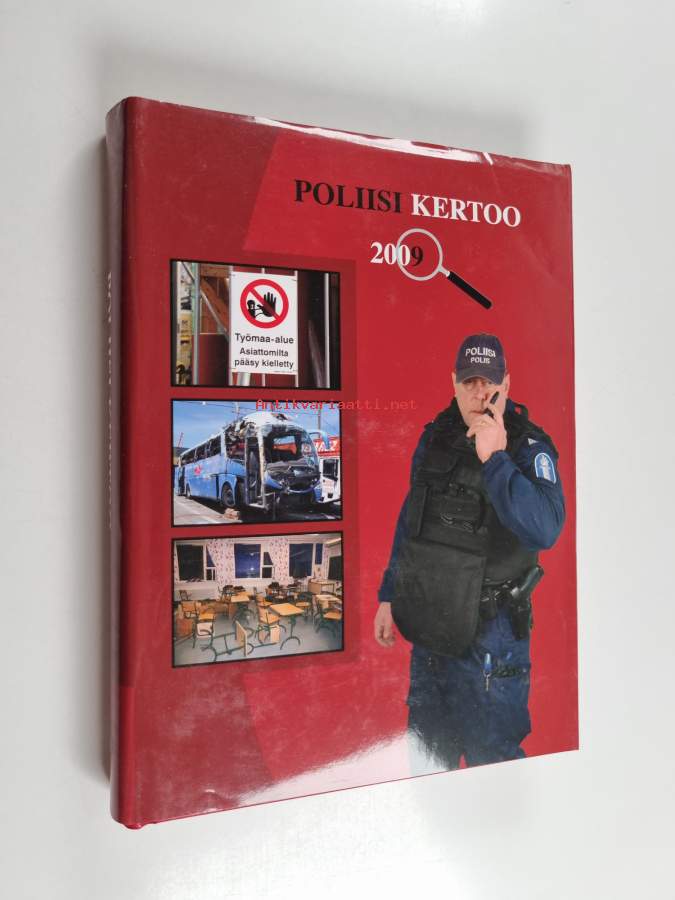 POLIISI KERTOO
2009
Työmaa-alue
Asiattomilta
pääsy kielletty
POLIISI
POLIS
Antikvariaatti.net